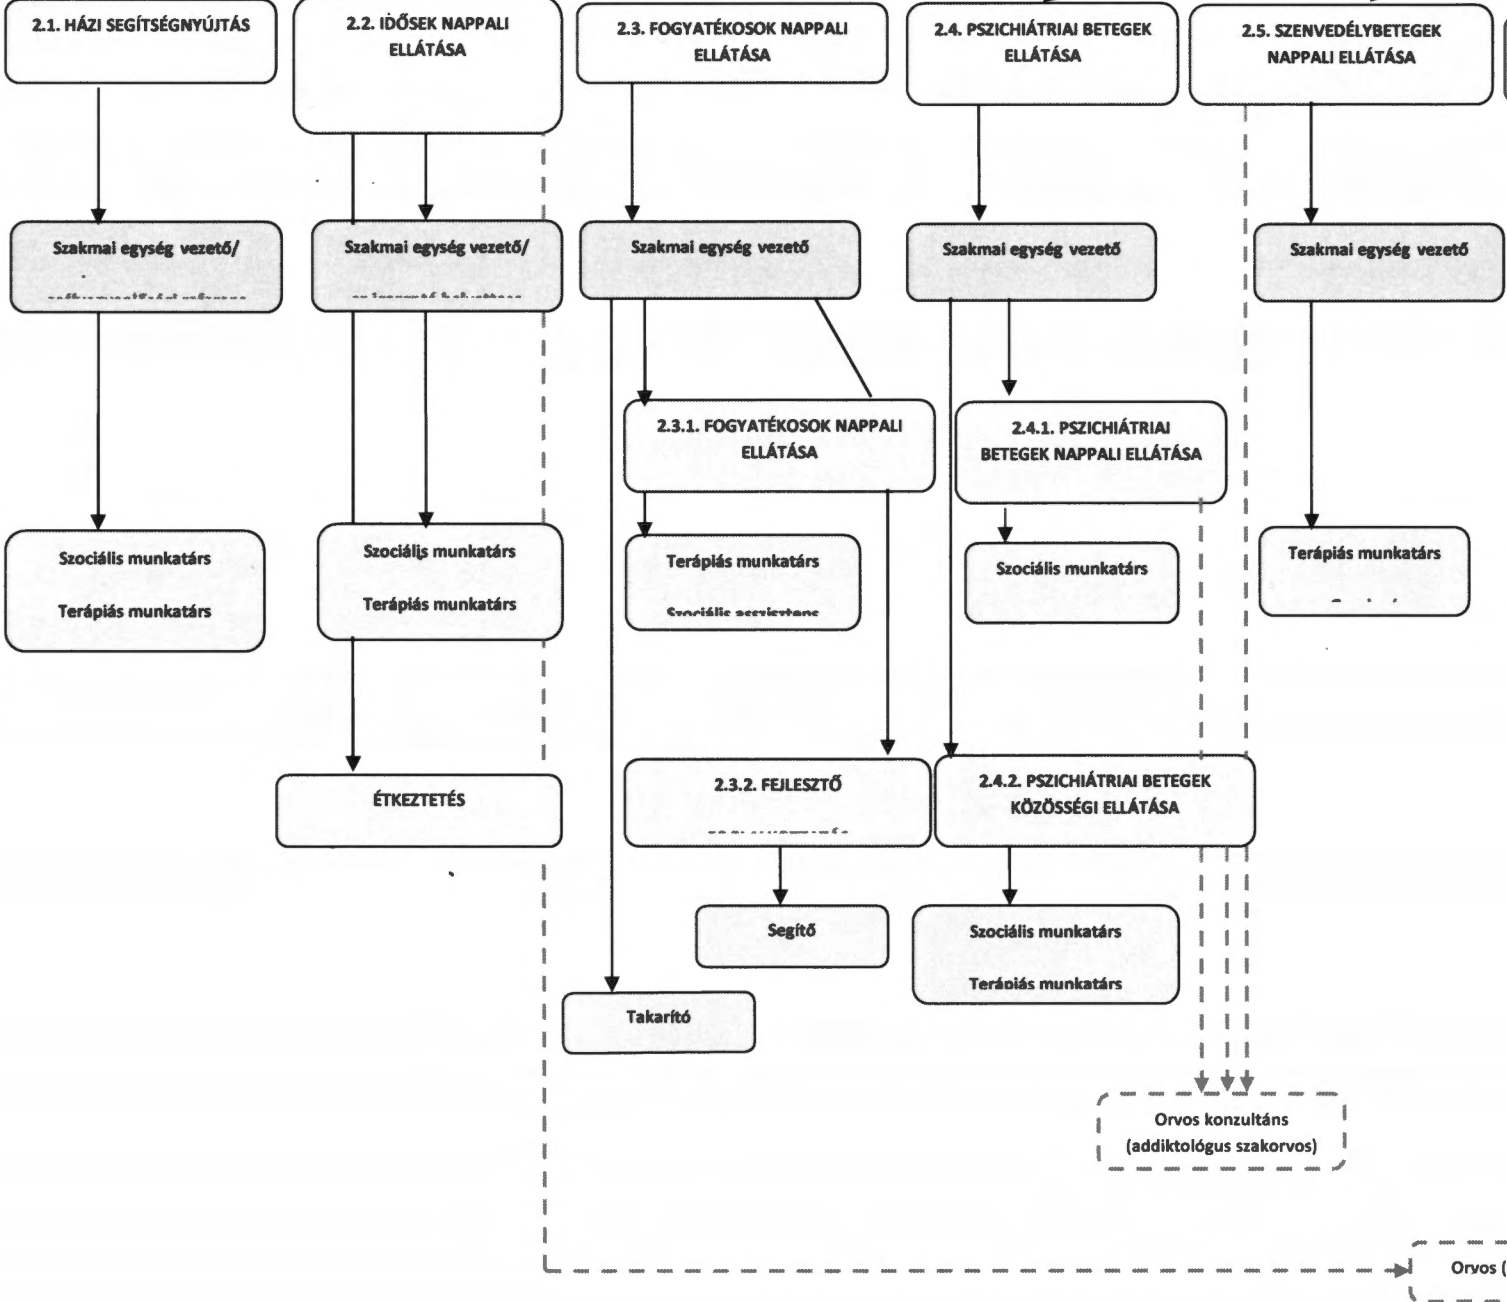 2.1. HÁZI SEGÍTSÉGNYÚJTÁS
2.2. IDŐSEK NAPPALI
ELLÁTÁSA
2.3. FOGYATÉKOSOK NAPPALI
ELLÁTÁSA
2.4. PSZICHIÁTRIAI BETEGEK
ELLÁTÁSA
2.5. SZENVEDÉLYBETEGEK
NAPPALI ELLÁTÁSA
Szakmai egység vezető/
Szakmai egység vezető/
Szakmai egység vezető
Szakmai egység vezető
Szakmai egység vezető
2.3.1. FOGYATÉKOSOK NAPPALI
ELLÁTÁSA
2.4.1. PSZICHIÁTRIAI
BETEGEK NAPPALI ELLÁTÁSA
Szociális munkatárs
Terápiás munkatárs
Szociális munkatárs
Terápiás munkatárs
Terápiás munkatárs
Szociális asszisztens
Szociális munkatárs
Terápiás munkatárs
ÉTKEZTETÉS
2.3.2. FEJLESZTŐ
2.4.2. PSZICHIÁTRIAI BETEGEK
KÖZÖSSÉGI ELLÁTÁSA
Segítő
Szociális munkatárs
Terápiás munkatárs
Takarító
Orvos konzultáns
(addiktológus szakorvos)
Orvos (